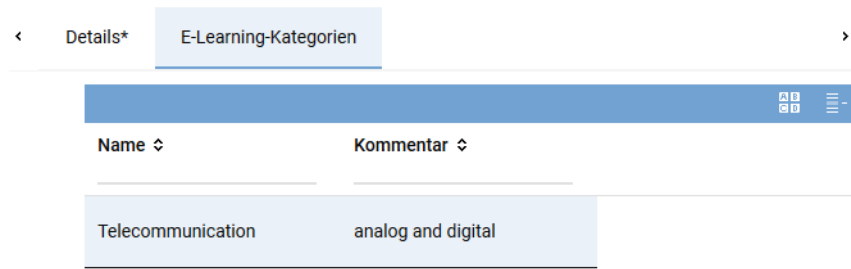 Details* E-Learning-Kategorien
A B
C D
Name Kommentar
Telecommunication analog and digital